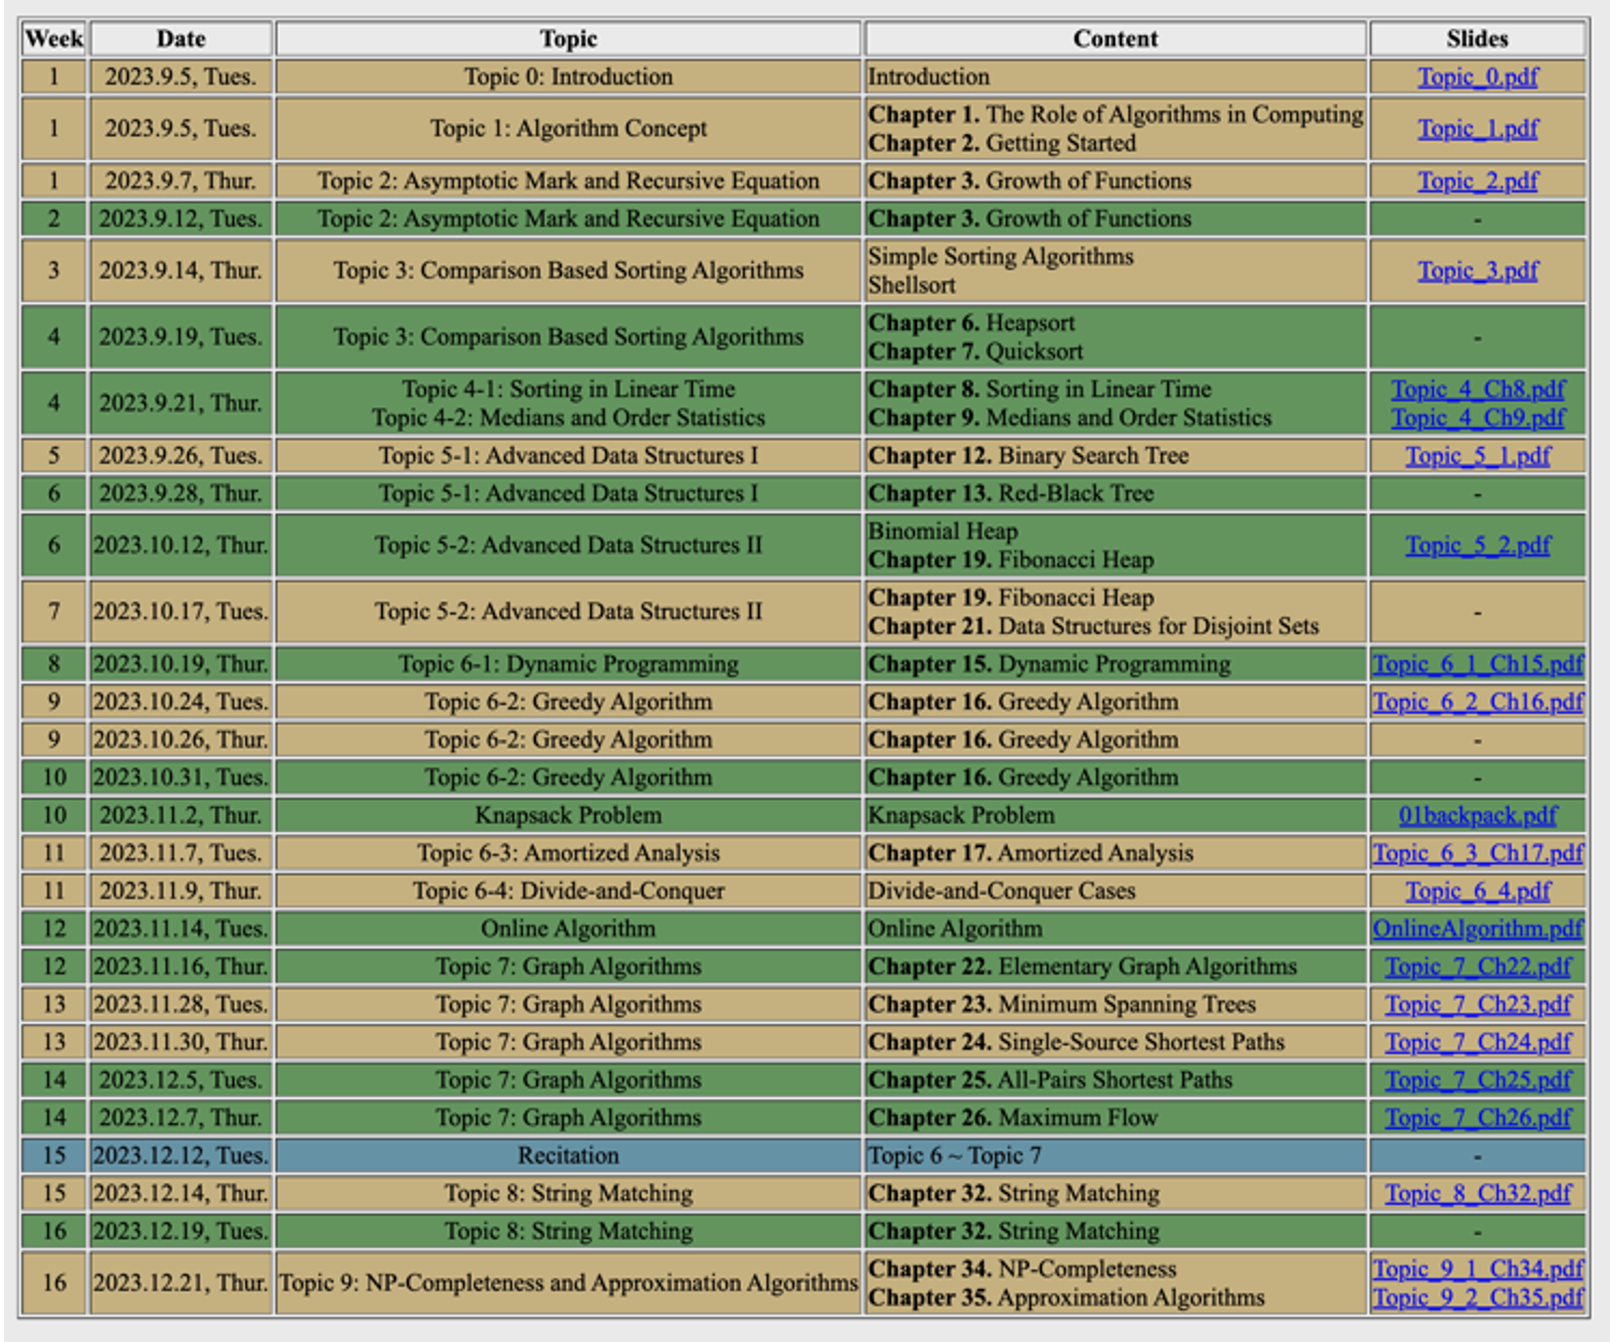 Week Date Topic Content Slides
1 2023.9.5, Tues. Topic 0: Introduction Introduction Topic_0.pdf
1 2023.9.5, Tues. Topic 1: Algorithm Concept Chapter 1. The Role of Algorithms in Computing Topic_1.pdf
Chapter 2. Getting Started
1 2023.9.7, Thur. Topic 2: Asymptotic Mark and Recursive Equation Chapter 3. Growth of Functions Topic_2.pdf
2 2023.9.12, Tues. Topic 2: Asymptotic Mark and Recursive Equation Chapter 3. Growth of Functions -
3 2023.9.14, Thur. Topic 3: Comparison Based Sorting Algorithms Simple Sorting Algorithms Topic_3.pdf
Shellsort
4 2023.9.19, Tues. Topic 3: Comparison Based Sorting Algorithms Chapter 6. Heapsort -
Chapter 7. Quicksort
4 2023.9.21, Thur. Topic 4-1: Sorting in Linear Time Chapter 8. Sorting in Linear Time Topic_4_Ch8.pdf
Topic 4-2: Medians and Order Statistics Chapter 9. Medians and Order Statistics Topic_4_Ch9.pdf
5 2023.9.26, Tues. Topic 5-1: Advanced Data Structures I Chapter 12. Binary Search Tree Topic_5_1.pdf
6 2023.9.28, Thur. Topic 5-1: Advanced Data Structures I Chapter 13. Red-Black Tree -
6 2023.10.12, Thur. Topic 5-2: Advanced Data Structures II Binomial Heap Topic_5_2.pdf
Chapter 19. Fibonacci Heap
7 2023.10.17, Tues. Topic 5-2: Advanced Data Structures II Chapter 19. Fibonacci Heap -
Chapter 21. Data Structures for Disjoint Sets
8 2023.10.19, Thur. Topic 6-1: Dynamic Programming Chapter 15. Dynamic Programming Topic_6_1_Ch15.pdf
9 2023.10.24, Tues. Topic 6-2: Greedy Algorithm Chapter 16. Greedy Algorithm Topic_6_2_Ch16.pdf
9 2023.10.26, Thur. Topic 6-2: Greedy Algorithm Chapter 16. Greedy Algorithm -
10 2023.10.31, Tues. Topic 6-2: Greedy Algorithm Chapter 16. Greedy Algorithm -
10 2023.11.2, Thur. Knapsack Problem Knapsack Problem 01backpack.pdf
11 2023.11.7, Tues. Topic 6-3: Amortized Analysis Chapter 17. Amortized Analysis Topic_6_3_Ch17.pdf
11 2023.11.9, Thur. Topic 6-4: Divide-and-Conquer Divide-and-Conquer Cases Topic_6_4.pdf
12 2023.11.14, Tues. Online Algorithm Online Algorithm OnlineAlgorithm.pdf
12 2023.11.16, Thur. Topic 7: Graph Algorithms Chapter 22. Elementary Graph Algorithms Topic_7_Ch22.pdf
13 2023.11.28, Tues. Topic 7: Graph Algorithms Chapter 23. Minimum Spanning Trees Topic_7_Ch23.pdf
13 2023.11.30, Thur. Topic 7: Graph Algorithms Chapter 24. Single-Source Shortest Paths Topic_7_Ch24.pdf
14 2023.12.5, Tues. Topic 7: Graph Algorithms Chapter 25. All-Pairs Shortest Paths Topic_7_Ch25.pdf
14 2023.12.7, Thur. Topic 7: Graph Algorithms Chapter 26. Maximum Flow Topic_7_Ch26.pdf
15 2023.12.12, Tues. Recitation Topic 6 ~ Topic 7 -
15 2023.12.14, Thur. Topic 8: String Matching Chapter 32. String Matching Topic_8_Ch32.pdf
16 2023.12.19, Tues. Topic 8: String Matching Chapter 32. String Matching -
16 2023.12.21, Thur. Topic 9: NP-Completeness and Approximation Algorithms Chapter 34. NP-Completeness Topic_9_1_Ch34.pdf
Chapter 35. Approximation Algorithms Topic_9_2_Ch35.pdf